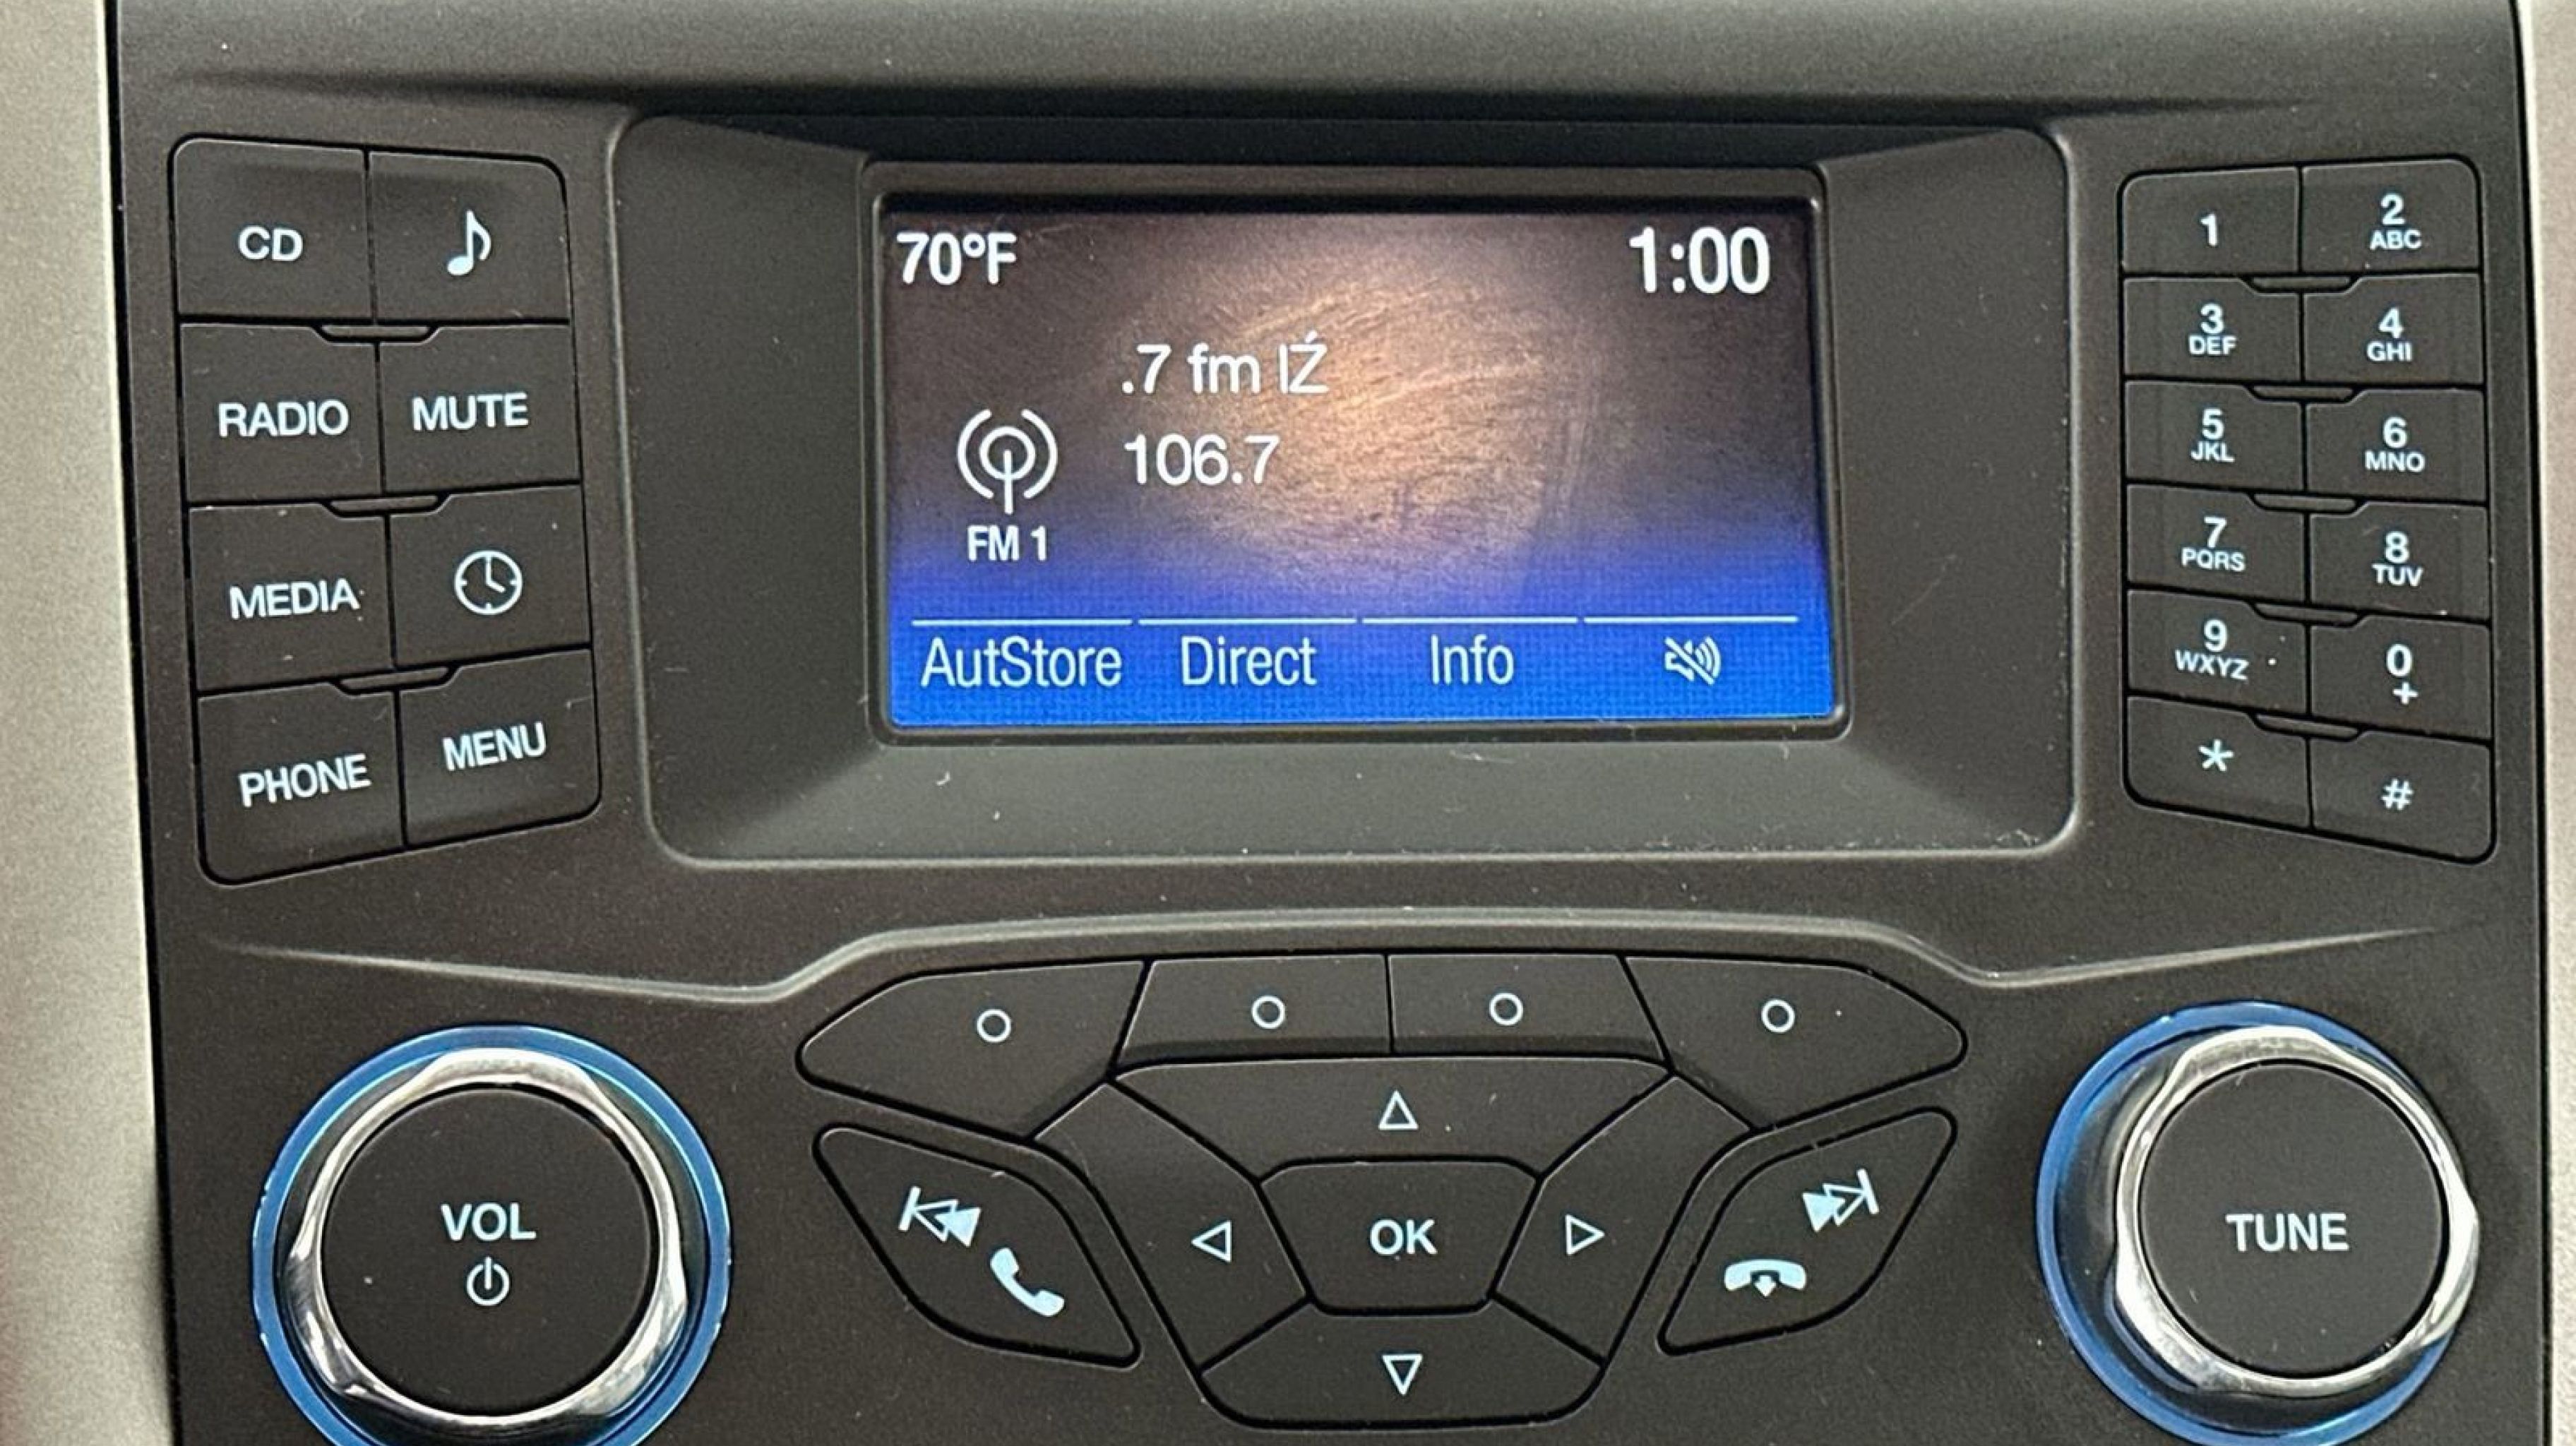 CD
RADIO MUTE
MEDIA
PHONE MENU
70°F 1:00
.7 fm IŹ
106.7
FM 1
AutStore Direct Info
1 2 ABC
3 DEF 4 GHI
5 JKL 6 MNO
7 PQRS 8 TUV
9 WXYZ 0 +
* #
VOL
OK
TUNE